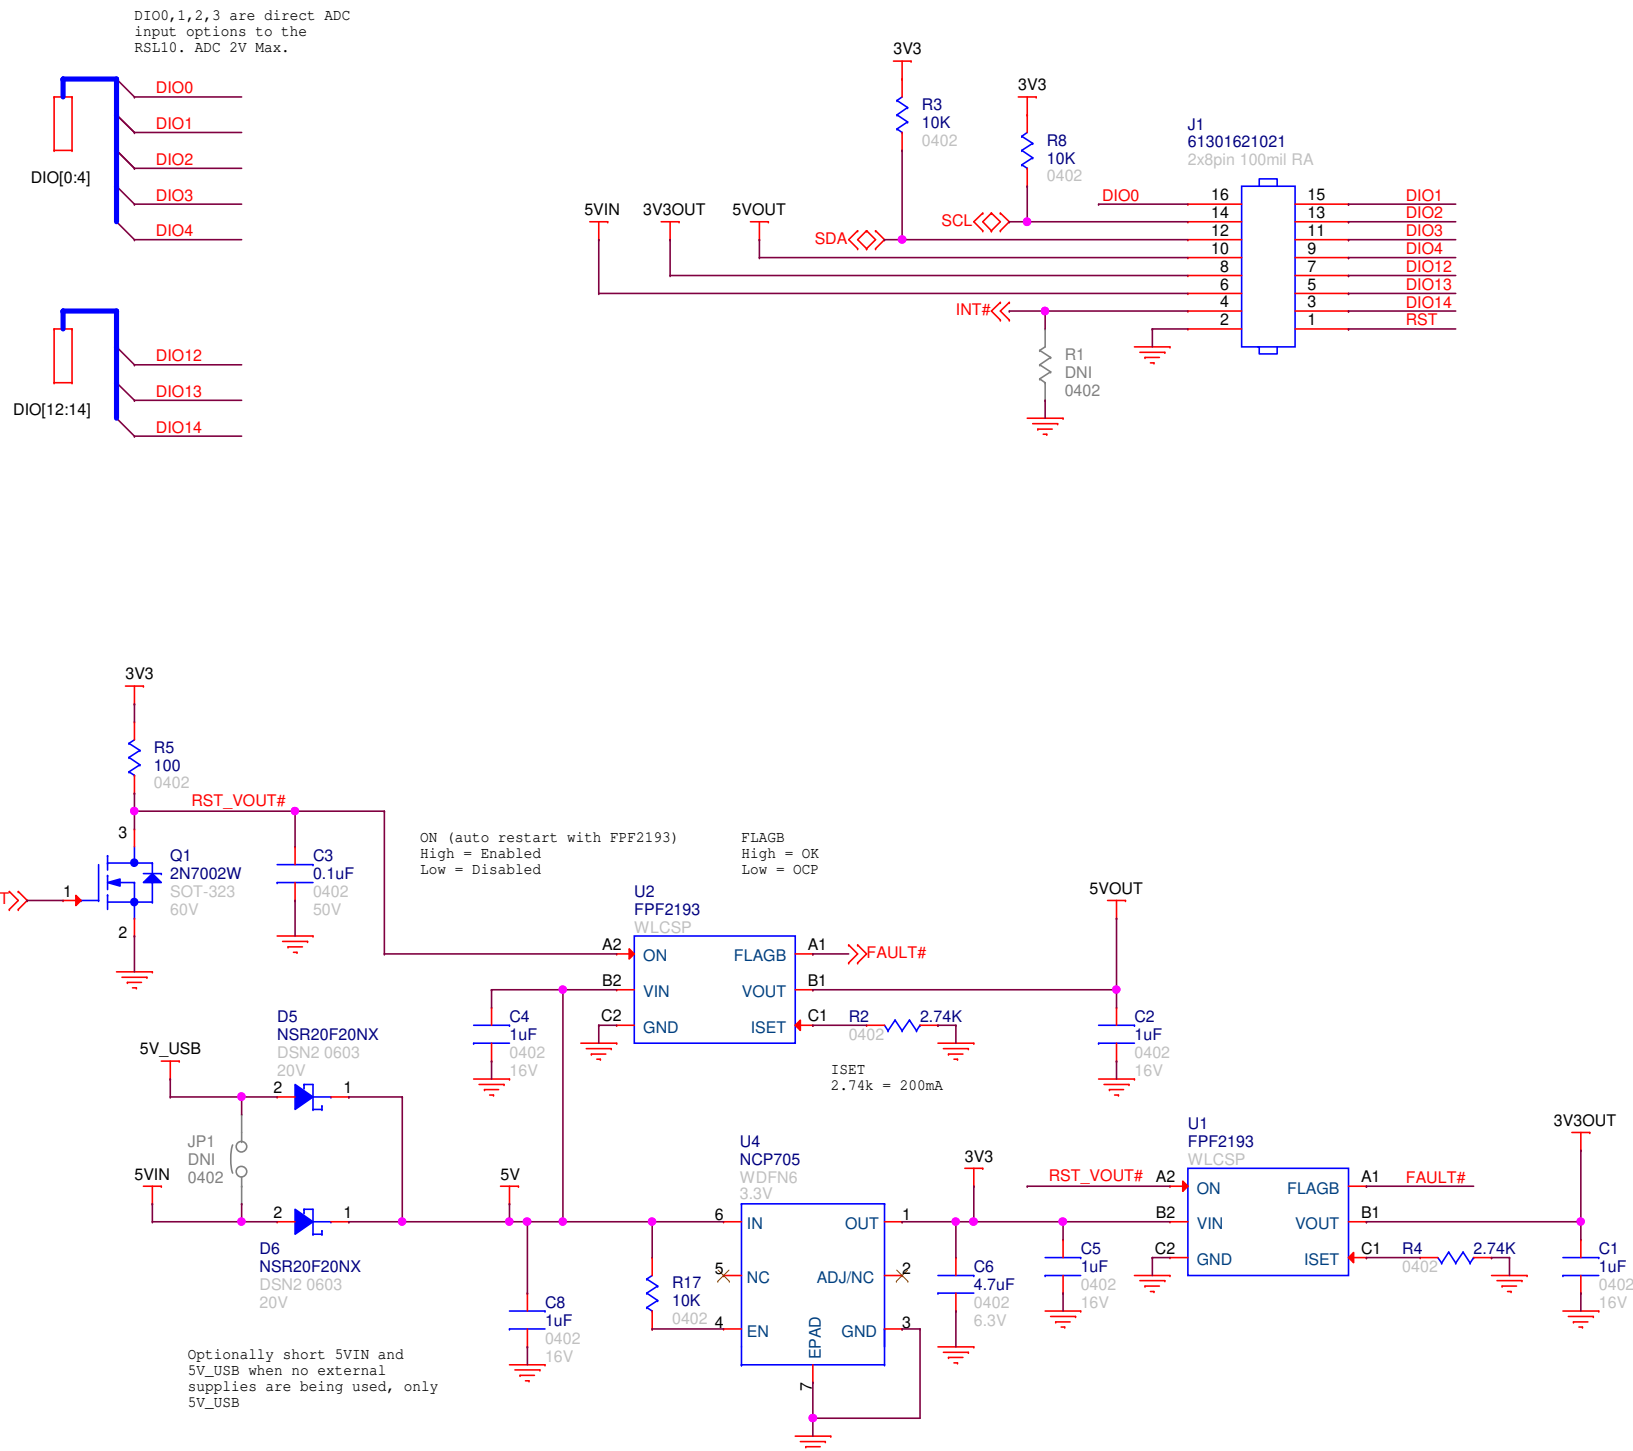 DIO0,1,2,3 are direct ADC
input options to the
RSL10. ADC 2V Max.
DIO0
DIO1
DIO2
DIO3
DIO4
DIO[0:4]
DIO12
DIO13
DIO14
DIO[12:14]
3V3
R3
10K
0402
3V3
R8
10K
0402
J1
61301621021
2x8pin 100mil RA
5VIN
3V3OUT
5VOUT
SDA
SCL
INT#
DIO0
16
14
12
10
8
6
4
2
15
13
11
9
7
5
3
1
DIO1
DIO2
DIO3
DIO4
DIO12
DIO13
DIO14
RST
R1
DNI
0402
3V3
R5
100
0402
RST_VOUT#
3
Q1
2N7002W
SOT-323
60V
T
1
2
C3
0.1uF
0402
50V
ON (auto restart with FPF2193)
High = Enabled
Low = Disabled
FLAGB
High = OK
Low = OCP
U2
FPF2193
WLCSP
A2
ON
B2
VIN
C2
GND
FLAGB
A1
FAULT#
VOUT
B1
ISET
C1
R2
2.74K
0402
ISET
2.74k = 200mA
5VOUT
C2
1uF
0402
16V
C4
1uF
0402
16V
D5
NSR20F20NX
DSN2 0603
20V
5V_USB
2
1
JP1
DNI
0402
5VIN
2
1
D6
NSR20F20NX
DSN2 0603
20V
5V
C8
1uF
0402
16V
R17
10K
0402
Optionally short 5VIN and
5V_USB when no external
supplies are being used, only
5V_USB
U4
NCP705
WDFN6
3.3V
6
IN
5
NC
4
EN
OUT
1
ADJ/NC
2
GND
3
EPAD
7
3V3
C6
4.7uF
0402
6.3V
C5
1uF
0402
16V
U1
FPF2193
WLCSP
RST_VOUT#
A2
ON
B2
VIN
C2
GND
FLAGB
A1
FAULT#
VOUT
B1
ISET
C1
R4
2.74K
0402
3V3OUT
C1
1uF
0402
16V